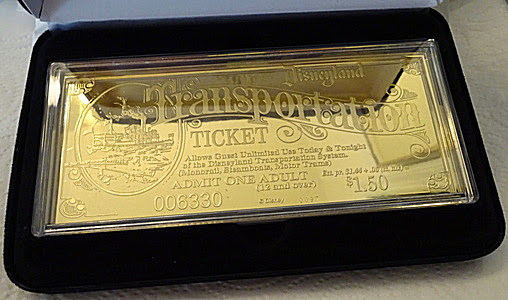 Disneyland
Transportation
TICKET
Allows Guest Unlimited Use Today & Tonight
of the Disneyland Transportation System.
(Monorail, Steamboats, Motor Trams)
ADMIT ONE ADULT
(12 and over)
$1.50
006330
© Disney